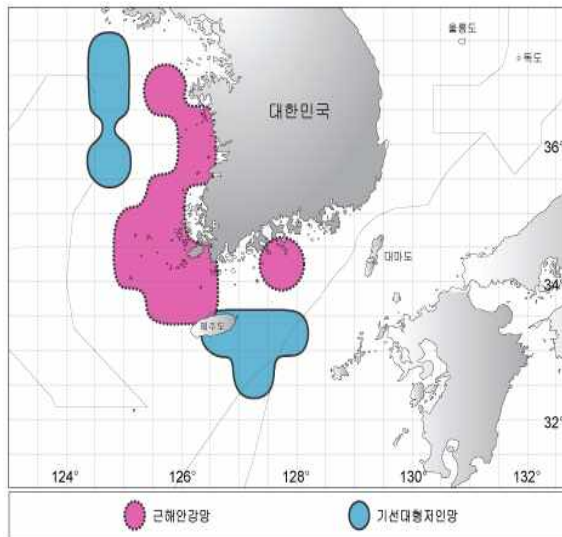 울릉도
독도
대한민국
36°
대마도
34°
제주도
32°
124°
126°
128°
130°
132°
근해안강망
기선대형저인망